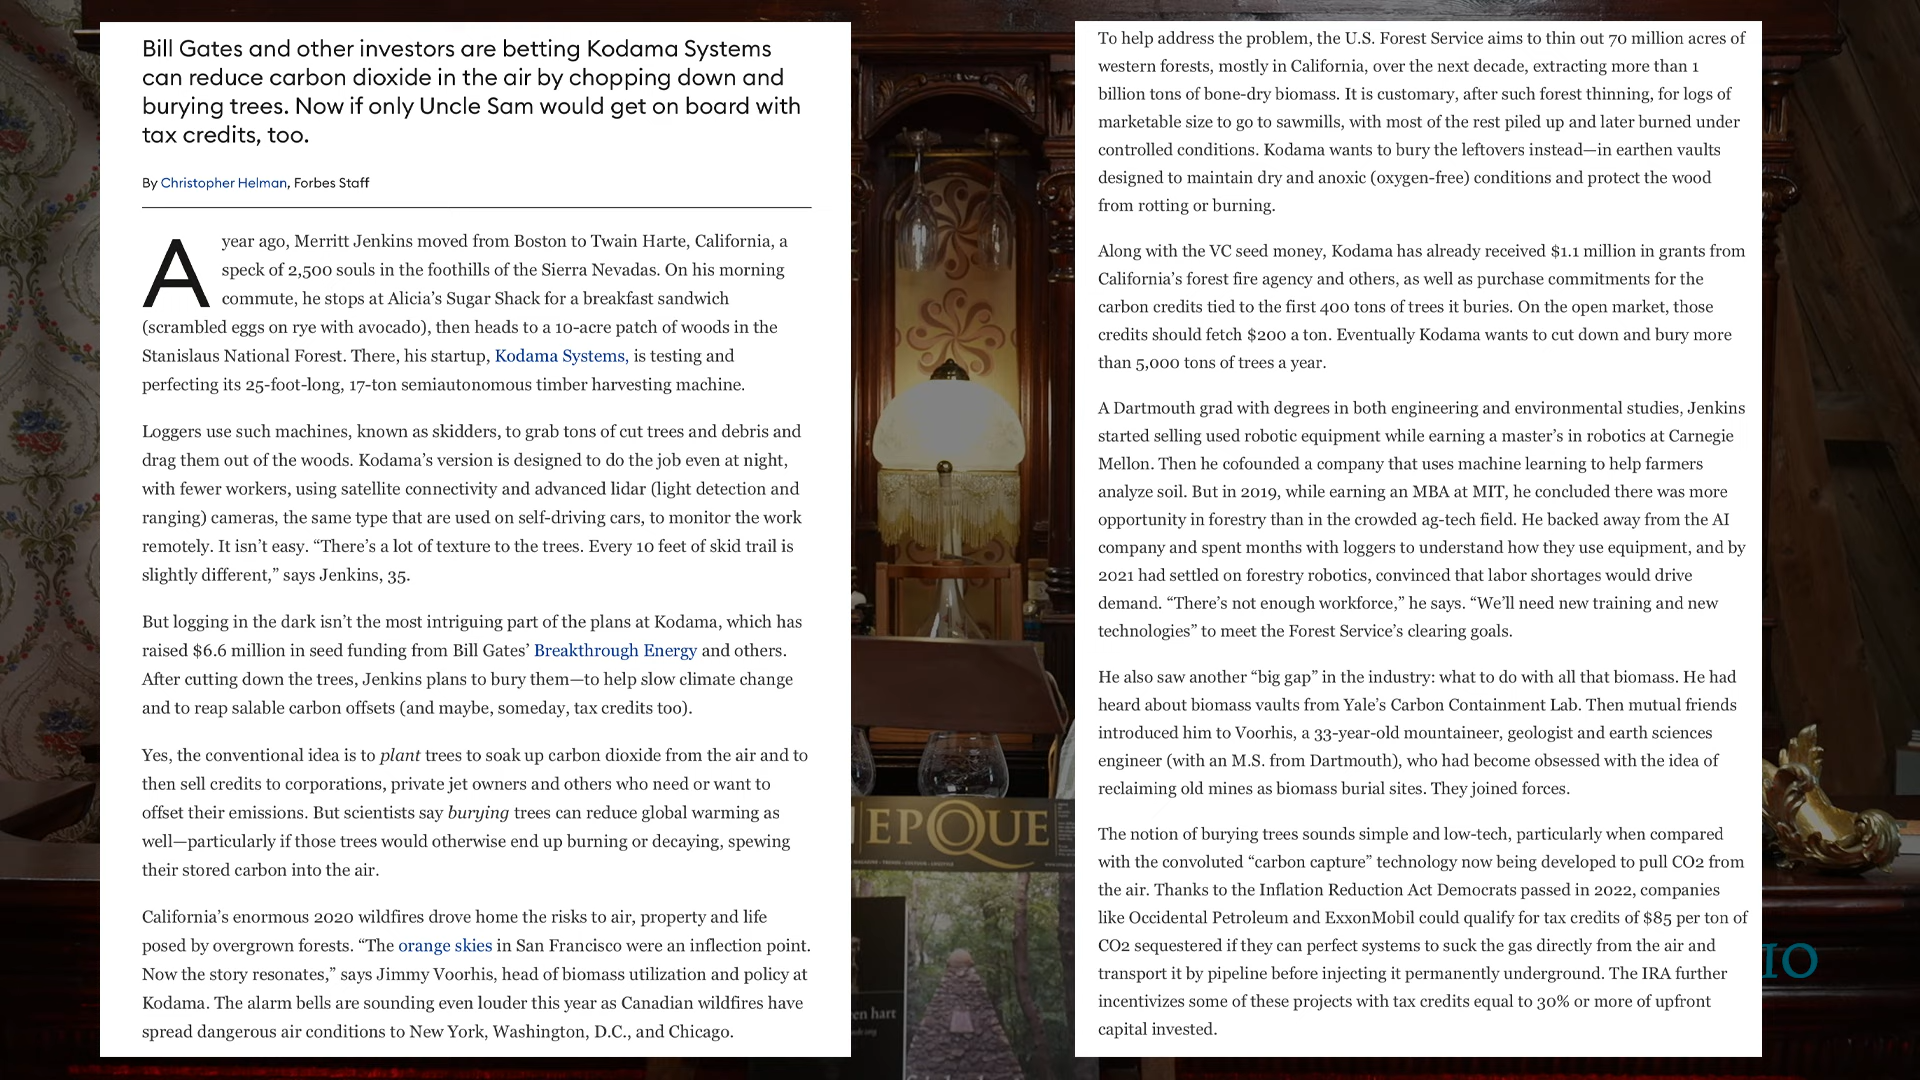 Bill Gates and other investors are betting Kodama Systems
can reduce carbon dioxide in the air by chopping down and
burying trees. Now if only Uncle Sam would get on board with
tax credits, too.
By Christopher Helman, Forbes Staff
A year ago, Merritt Jenkins moved from Boston to Twain Harte, California, a
speck of 2,500 souls in the foothills of the Sierra Nevadas. On his morning
commute, he stops at Alicia’s Sugar Shack for a breakfast sandwich
(scrambled eggs on rye with avocado), then heads to a 10-acre patch of woods in the
Stanislaus National Forest. There, his startup, Kodama Systems, is testing and
perfecting its 25-foot-long, 17-ton semiautonomous timber harvesting machine.
Loggers use such machines, known as skidders, to grab tons of cut trees and debris and
drag them out of the woods. Kodama’s version is designed to do the job even at night,
with fewer workers, using satellite connectivity and advanced lidar (light detection and
ranging) cameras, the same type that are used on self-driving cars, to monitor the work
remotely. It isn’t easy. “There’s a lot of texture to the trees. Every 10 feet of skid trail is
slightly different,” says Jenkins, 35.
But logging in the dark isn’t the most intriguing part of the plans at Kodama, which has
raised $6.6 million in seed funding from Bill Gates’ Breakthrough Energy and others.
After cutting down the trees, Jenkins plans to bury them—to help slow climate change
and to reap salable carbon offsets (and maybe, someday, tax credits too).
Yes, the conventional idea is to plant trees to soak up carbon dioxide from the air and to
then sell credits to corporations, private jet owners and others who need or want to
offset their emissions. But scientists say burying trees can reduce global warming as
well—particularly if those trees would otherwise end up burning or decaying, spewing
their stored carbon into the air.
California’s enormous 2020 wildfires drove home the risks to air, property and life
posed by overgrown forests. “The orange skies in San Francisco were an inflection point.
Now the story resonates,” says Jimmy Voorhis, head of biomass utilization and policy at
Kodama. The alarm bells are sounding even louder this year as Canadian wildfires have
spread dangerous air conditions to New York, Washington, D.C., and Chicago.
To help address the problem, the U.S. Forest Service aims to thin out 70 million acres of
western forests, mostly in California, over the next decade, extracting more than 1
billion tons of bone-dry biomass. It is customary, after such forest thinning, for logs of
marketable size to go to sawmills, with most of the rest piled up and later burned under
controlled conditions. Kodama wants to bury the leftovers instead—in earthen vaults
designed to maintain dry and anoxic (oxygen-free) conditions and protect the wood
from rotting or burning.
Along with the VC seed money, Kodama has already received $1.1 million in grants from
California’s forest fire agency and others, as well as purchase commitments for the
carbon credits tied to the first 400 tons of trees it buries. On the open market, those
credits should fetch $200 a ton. Eventually Kodama wants to cut down and bury more
than 5,000 tons of trees a year.
A Dartmouth grad with degrees in both engineering and environmental studies, Jenkins
started selling used robotic equipment while earning a master’s in robotics at Carnegie
Mellon. Then he cofounded a company that uses machine learning to help farmers
analyze soil. But in 2019, while earning an MBA at MIT, he concluded there was more
opportunity in forestry than in the crowded ag-tech field. He backed away from the AI
company and spent months with loggers to understand how they use equipment, and by
2021 had settled on forestry robotics, convinced that labor shortages would drive
demand. “There’s not enough workforce,” he says. “We’ll need new training and new
technologies” to meet the Forest Service’s clearing goals.
He also saw another “big gap” in the industry: what to do with all that biomass. He had
heard about biomass vaults from Yale’s Carbon Containment Lab. Then mutual friends
introduced him to Voorhis, a 33-year-old mountaineer, geologist and earth sciences
engineer (with an M.S. from Dartmouth), who had become obsessed with the idea of
reclaiming old mines as biomass burial sites. They joined forces.
The notion of burying trees sounds simple and low-tech, particularly when compared
with the convoluted “carbon capture” technology now being developed to pull CO2 from
the air. Thanks to the Inflation Reduction Act Democrats passed in 2022, companies
like Occidental Petroleum and ExxonMobil could qualify for tax credits of $85 per ton of
CO2 sequestered if they can perfect systems to suck the gas directly from the air and
transport it by pipeline before injecting it permanently underground. The IRA further
incentivizes some of these projects with tax credits equal to 30% or more of upfront
capital invested.
EPOQUE
en hart
IO